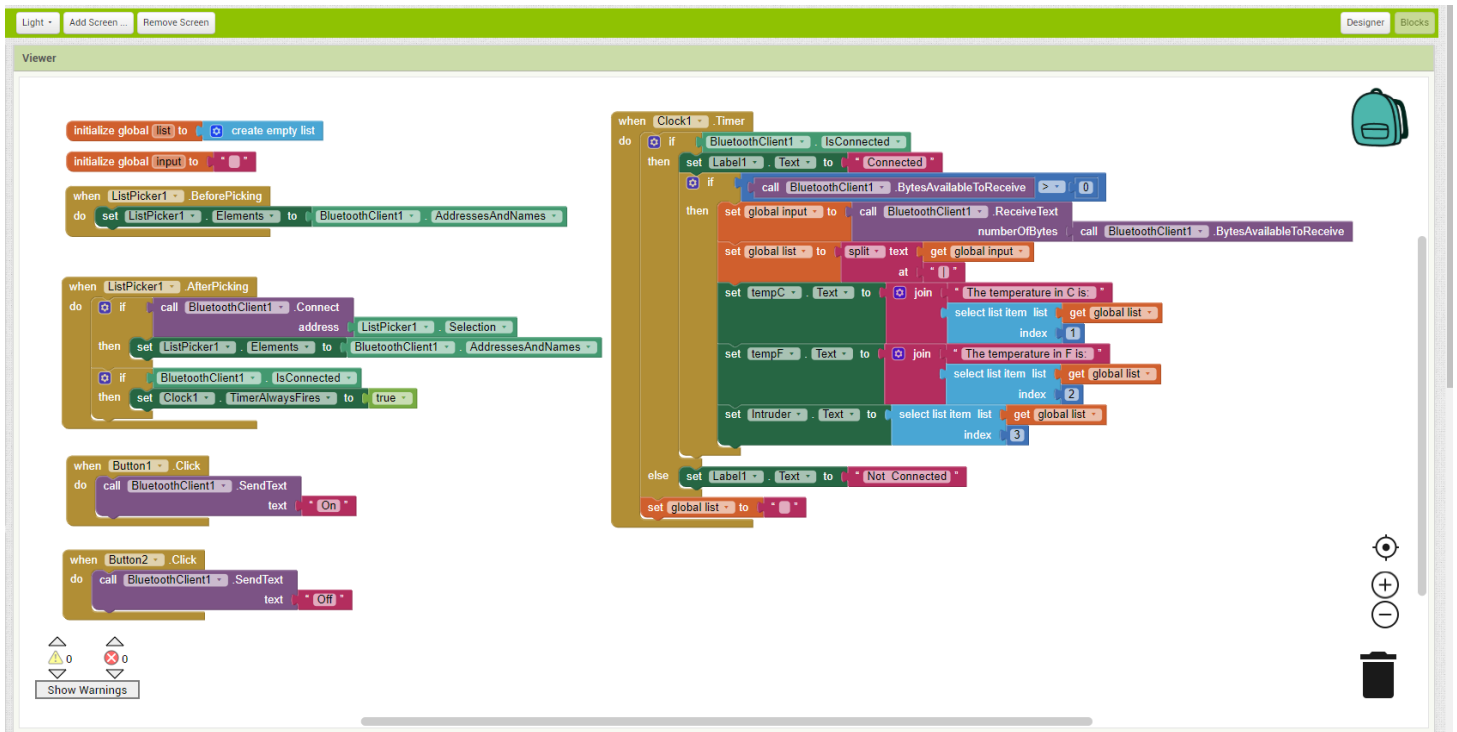 Light Add Screen ... Remove Screen Designer Blocks
Viewer
initialize global list to create empty list
initialize global input to " "
when ListPicker1 .BeforePicking
do set ListPicker1 . Elements to BluetoothClient1 . AddressesAndNames
when ListPicker1 .AfterPicking
do if call BluetoothClient1 .Connect
address ListPicker1 . Selection
then set ListPicker1 . Elements to BluetoothClient1 . AddressesAndNames
if BluetoothClient1 . IsConnected
then set Clock1 . TimerAlwaysFires to true
when Button1 .Click
do call BluetoothClient1 .SendText
text " On "
when Button2 .Click
do call BluetoothClient1 .SendText
text " Off "
when Clock1 .Timer
do if BluetoothClient1 . IsConnected
then set Label1 . Text to " Connected "
if call BluetoothClient1 .BytesAvailableToReceive > 0
then set global input to call BluetoothClient1 .ReceiveText
numberOfBytes call BluetoothClient1 .BytesAvailableToReceive
set global list to split text get global input
at " | "
set tempC . Text to join " The temperature in C is: "
select list item list get global list
index 1
set tempF . Text to join " The temperature in F is: "
select list item list get global list
index 2
set Intruder . Text to select list item list get global list
index 3
else set Label1 . Text to " Not Connected "
set global list to " "
0 0
Show Warnings